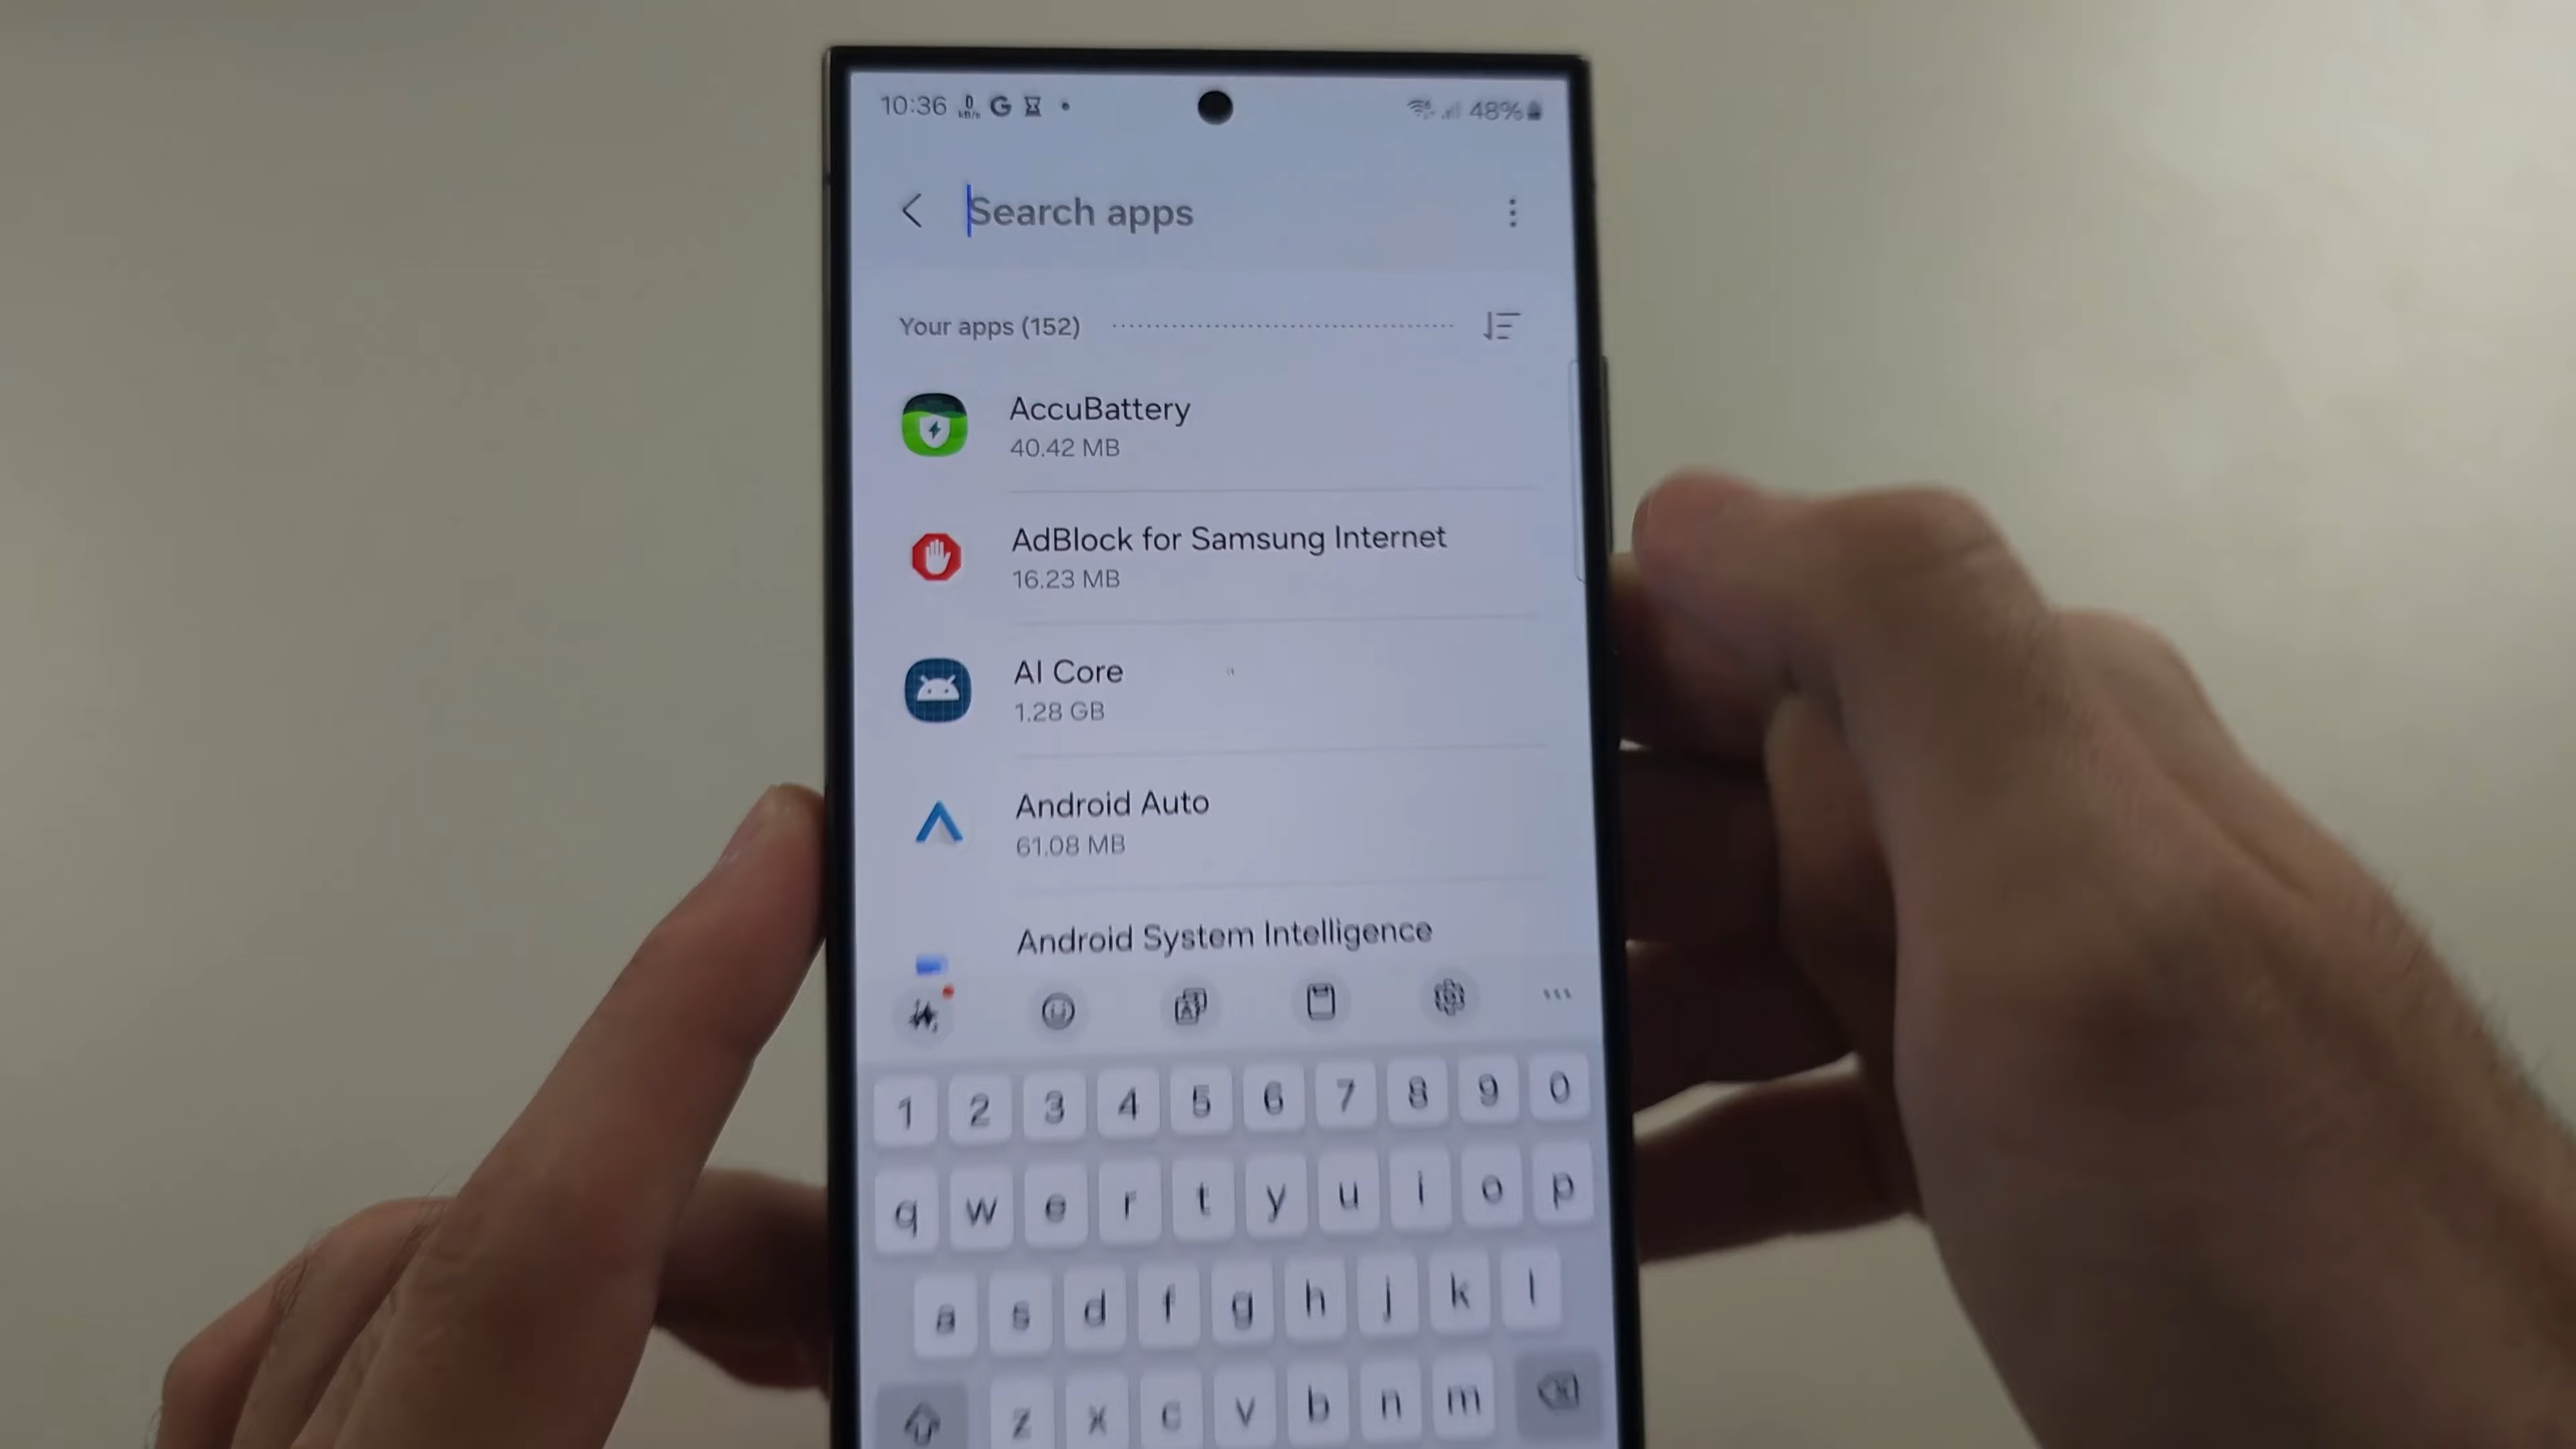 10:36 0 kB/s G 48%
Search apps
Your apps (152)
AccuBattery
40.42 MB
AdBlock for Samsung Internet
16.23 MB
AI Core
1.28 GB
Android Auto
61.08 MB
Android System Intelligence
1 2 3 4 5 6 7 8 9 0
q w e r t y u i o p
a s d f g h j k l
z x c v b n m